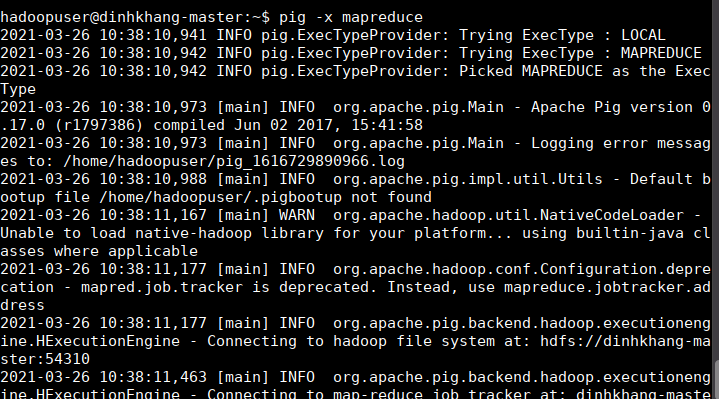 hadoopuser@dinhkhang-master:~$ pig -x mapreduce
2021-03-26 10:38:10,941 INFO pig.ExecTypeProvider: Trying ExecType : LOCAL
2021-03-26 10:38:10,942 INFO pig.ExecTypeProvider: Trying ExecType : MAPREDUCE
2021-03-26 10:38:10,942 INFO pig.ExecTypeProvider: Picked MAPREDUCE as the Exec
Type
2021-03-26 10:38:10,973 [main] INFO  org.apache.pig.Main - Apache Pig version 0
.17.0 (r1797386) compiled Jun 02 2017, 15:41:58
2021-03-26 10:38:10,973 [main] INFO  org.apache.pig.Main - Logging error messag
es to: /home/hadoopuser/pig_1616729890966.log
2021-03-26 10:38:10,988 [main] INFO  org.apache.pig.impl.util.Utils - Default b
ootup file /home/hadoopuser/.pigbootup not found
2021-03-26 10:38:11,167 [main] WARN  org.apache.hadoop.util.NativeCodeLoader -
Unable to load native-hadoop library for your platform... using builtin-java cl
asses where applicable
2021-03-26 10:38:11,177 [main] INFO  org.apache.hadoop.conf.Configuration.depre
cation - mapred.job.tracker is deprecated. Instead, use mapreduce.jobtracker.ad
dress
2021-03-26 10:38:11,177 [main] INFO  org.apache.pig.backend.hadoop.executioneng
ine.HExecutionEngine - Connecting to hadoop file system at: hdfs://dinhkhang-ma
ster:54310
2021-03-26 10:38:11,463 [main] INFO  org.apache.pig.backend.hadoop.executioneng
ine.HExecutionEngine - Connecting to map-reduce job tracker at: dinhkhang-maste